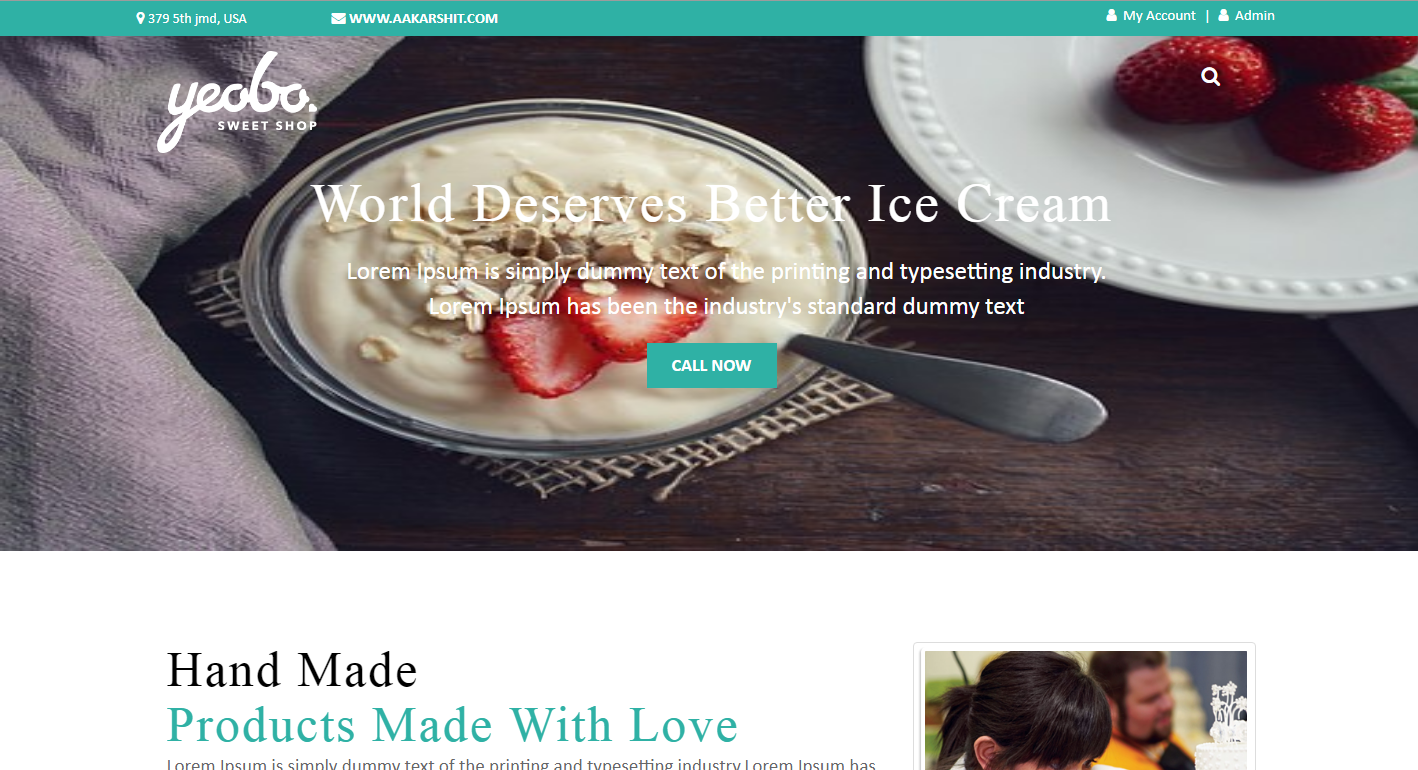 379 5th jmd, USA
WWW.AAKARSHIT.COM
My Account | Admin
yeobo.
SWEET SHOP
World Deserves Better Ice Cream
Lorem Ipsum is simply dummy text of the printing and typesetting industry.
Lorem Ipsum has been the industry's standard dummy text
CALL NOW
Hand Made
Products Made With Love
Lorem Ipsum is simply dummy text of the printing and typesetting industry.Lorem Ipsum has